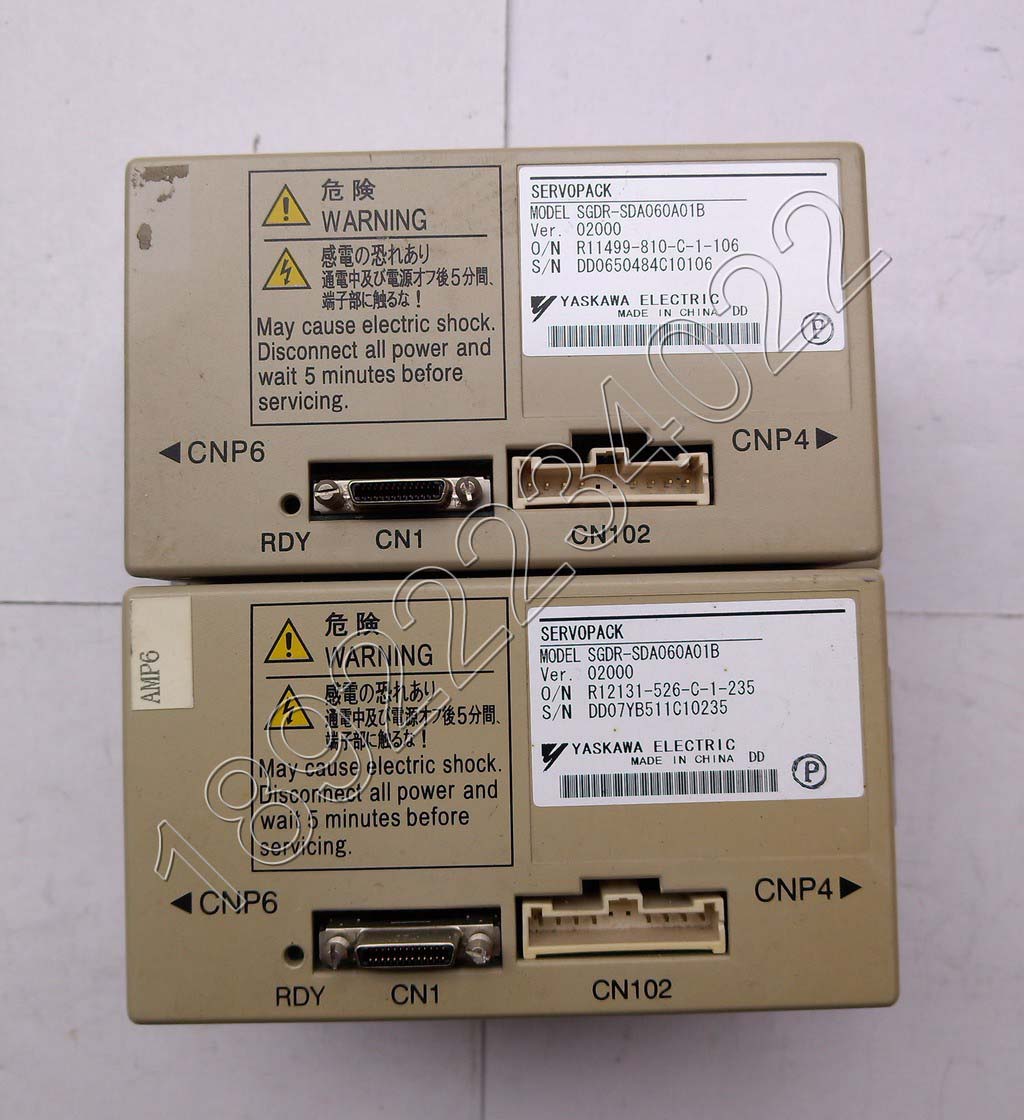 危険
WARNING
感電の恐れあり
通電中及び電源オフ後5分間、
端子部に触るな!
May cause electric shock.
Disconnect all power and
wait 5 minutes before
servicing.
SERVOPACK
MODEL SGDR-SDA060A01B
Ver. 02000
O/N R11499-810-C-1-106
S/N DD0650484C10106
YASKAWA ELECTRIC
MADE IN CHINA DD
P
◀CNP6
CNP4▶
RDY
CN1
CN102
AMP6
危険
WARNING
感電の恐れあり
通電中及び電源オフ後5分間、
端子部に触るな!
May cause electric shock.
Disconnect all power and
wait 5 minutes before
servicing.
SERVOPACK
MODEL SGDR-SDA060A01B
Ver. 02000
O/N R12131-526-C-1-235
S/N DD07YB511C10235
YASKAWA ELECTRIC
MADE IN CHINA DD
P
◀CNP6
CNP4▶
RDY
CN1
CN102
18922234022